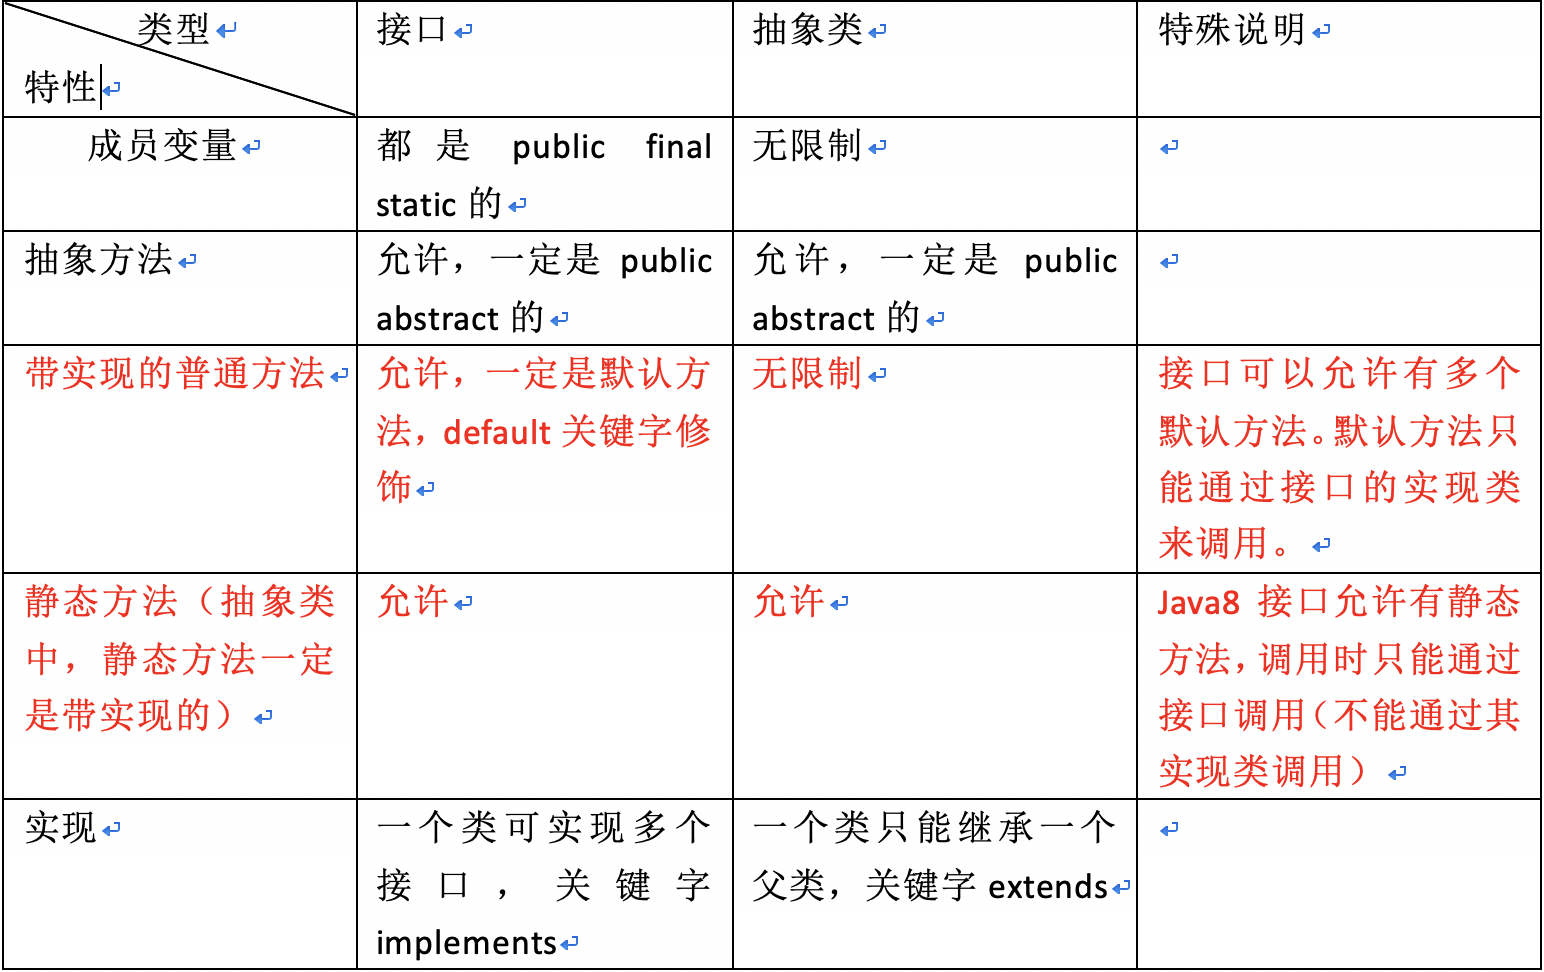 类型
特性
接口
抽象类
特殊说明
成员变量
都是 public final
static 的
无限制
抽象方法
允许，一定是 public
abstract 的
允许，一定是 public
abstract 的
带实现的普通方法
允许，一定是默认方
法，default 关键字修
饰
无限制
接口可以允许有多个
默认方法。默认方法只
能通过接口的实现类
来调用。
静态方法（抽象类
中，静态方法一定
是带实现的）
允许
允许
Java8 接口允许有静态
方法，调用时只能通过
接口调用（不能通过其
实现类调用）
实现
一个类可实现多个
接口，关键字
implements
一个类只能继承一个
父类，关键字 extends